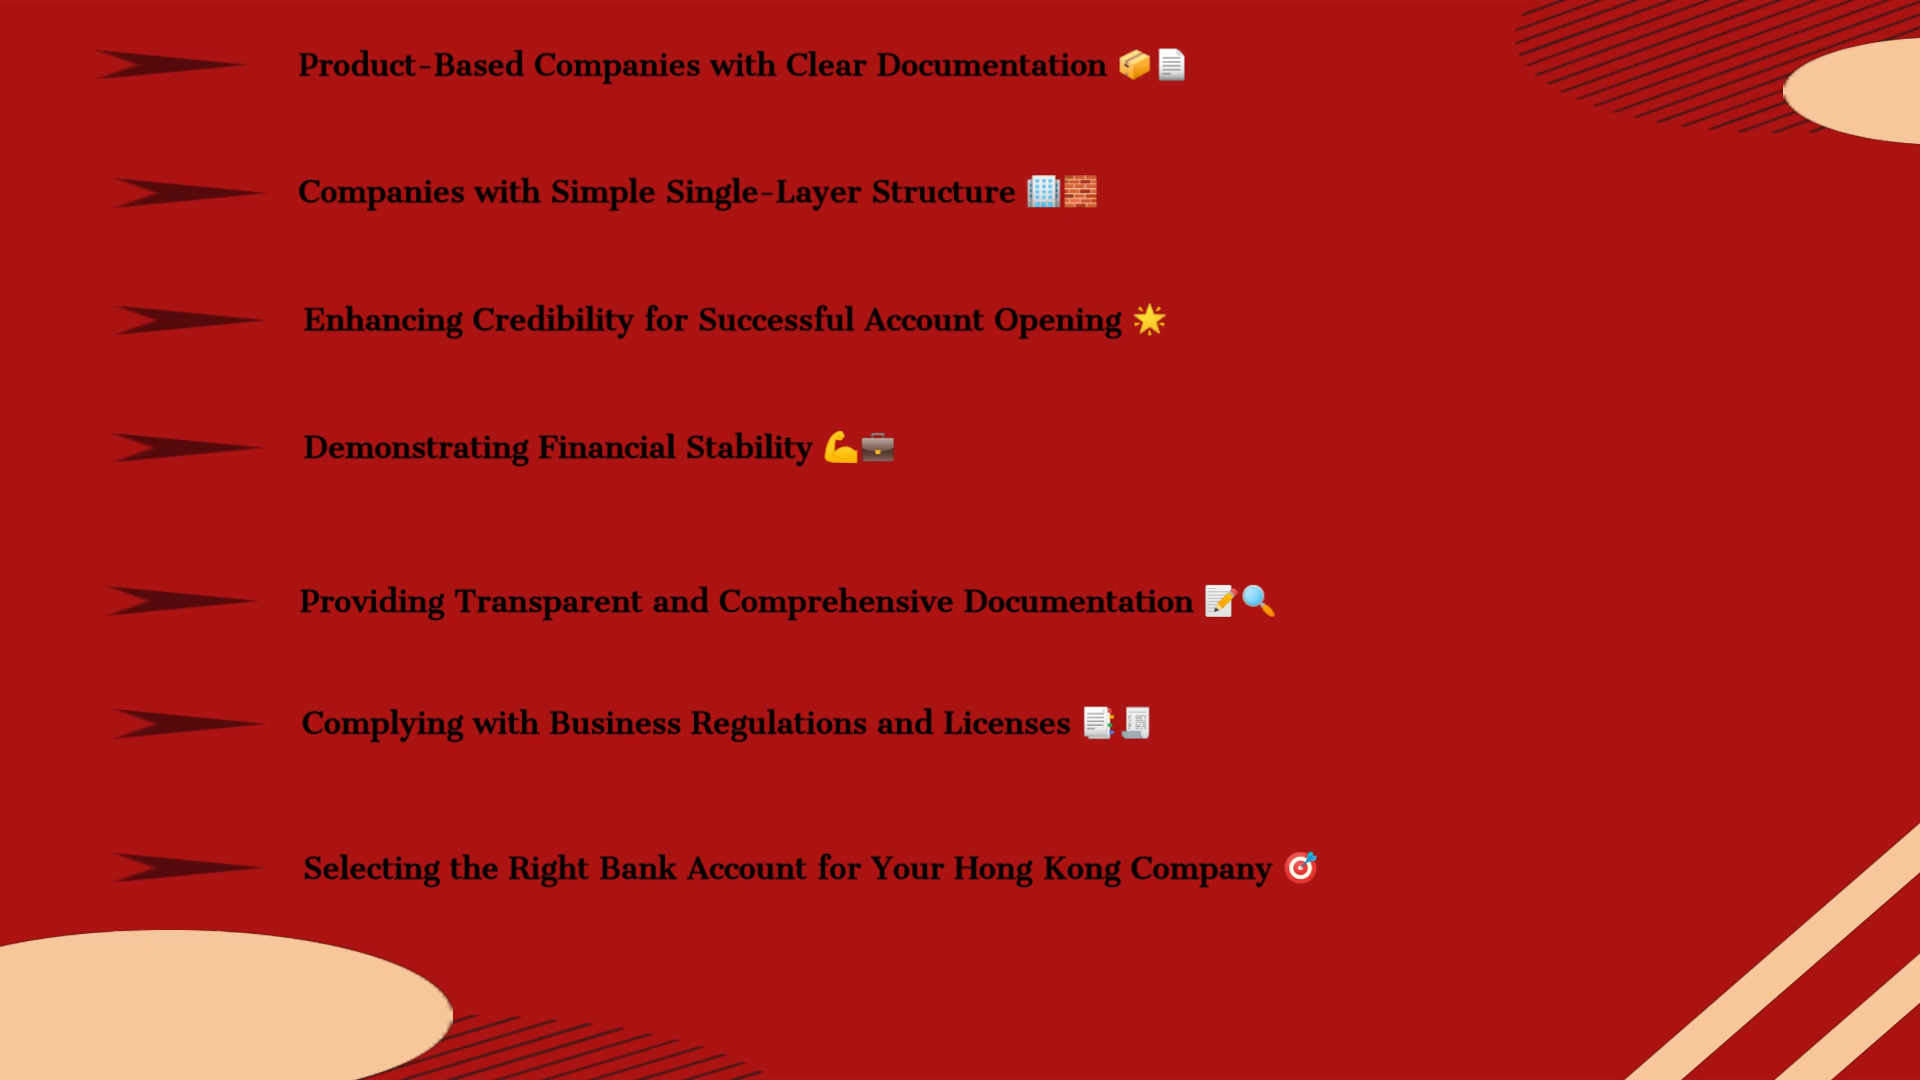 Product-Based Companies with Clear Documentation 📦📄
Companies with Simple Single-Layer Structure 🏢🧱
Enhancing Credibility for Successful Account Opening 🌟
Demonstrating Financial Stability 💪💼
Providing Transparent and Comprehensive Documentation 📝🔍
Complying with Business Regulations and Licenses 📑📜
Selecting the Right Bank Account for Your Hong Kong Company 🎯